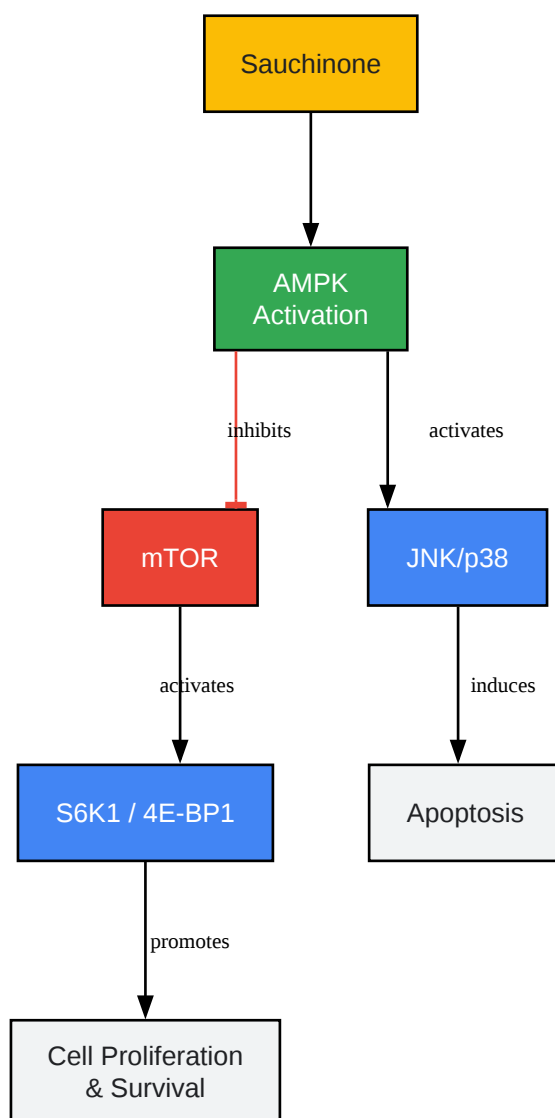 Sauchinone
AMPK
Activation
inhibits
activates
mTOR
JNK/p38
activates
induces
S6K1 / 4E-BP1
Apoptosis
promotes
Cell Proliferation
& Survival